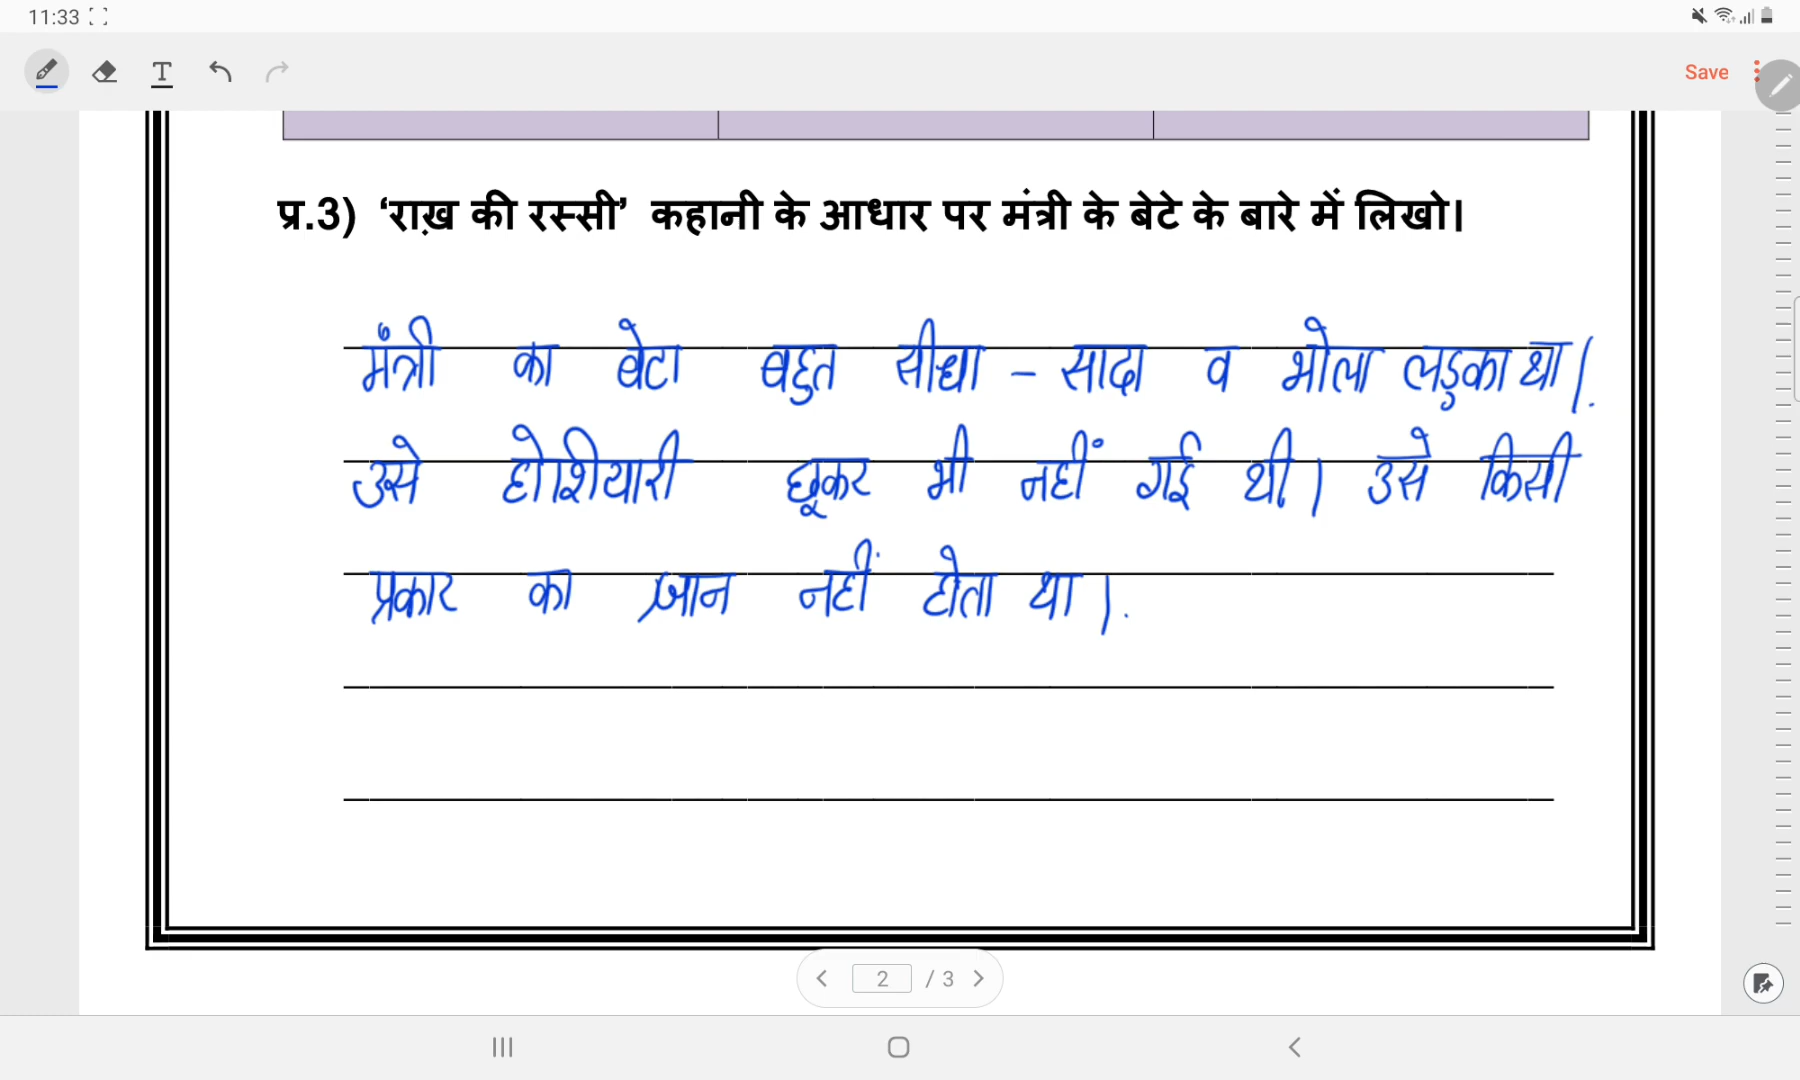 11:33
T
Save
प्र.3) ‘राख़ की रस्सी’ कहानी के आधार पर मंत्री के बेटे के बारे में लिखो।
मंत्री का बेटा बहुत सीधा - सादा व भोला लड़का था।
उसे होशियारी छूकर भी नहीं गई थी। उसे किसी
प्रकार का ज्ञान नहीं होता था।
2 / 3